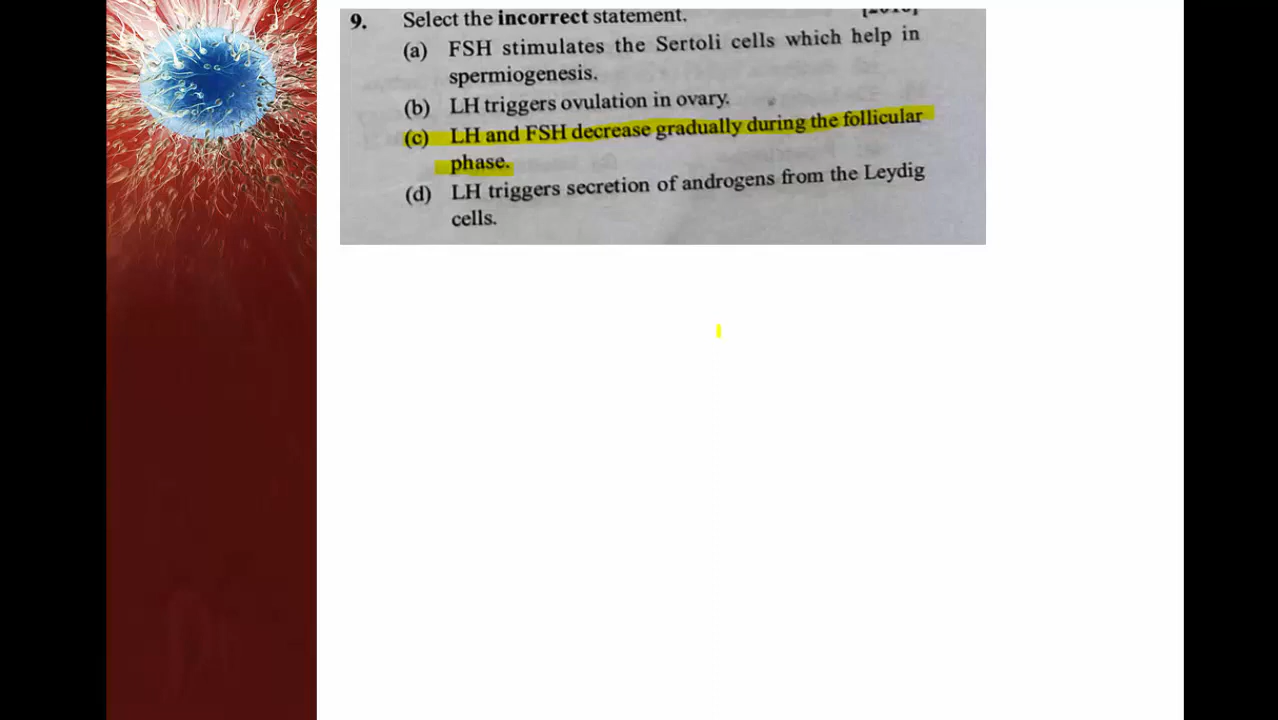 9. Select the incorrect statement.
(a) FSH stimulates the Sertoli cells which help in
spermiogenesis.
(b) LH triggers ovulation in ovary.
(c) LH and FSH decrease gradually during the follicular
phase.
(d) LH triggers secretion of androgens from the Leydig
cells.